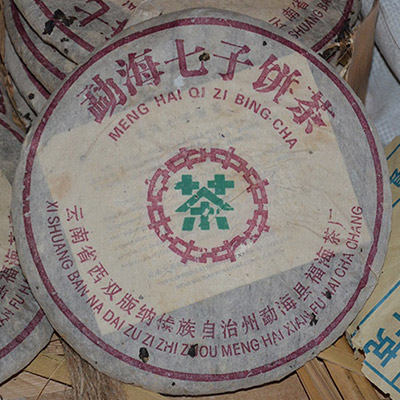 勐海七子饼茶
MENG HAI QI ZI BING CHA
茶
云南省西双版纳傣族自治州勐海县福海茶厂
XI SHUANG BAN NA DAI ZU ZI ZHI ZHOU MENG HAI XIAN FU HAI CHA CHANG